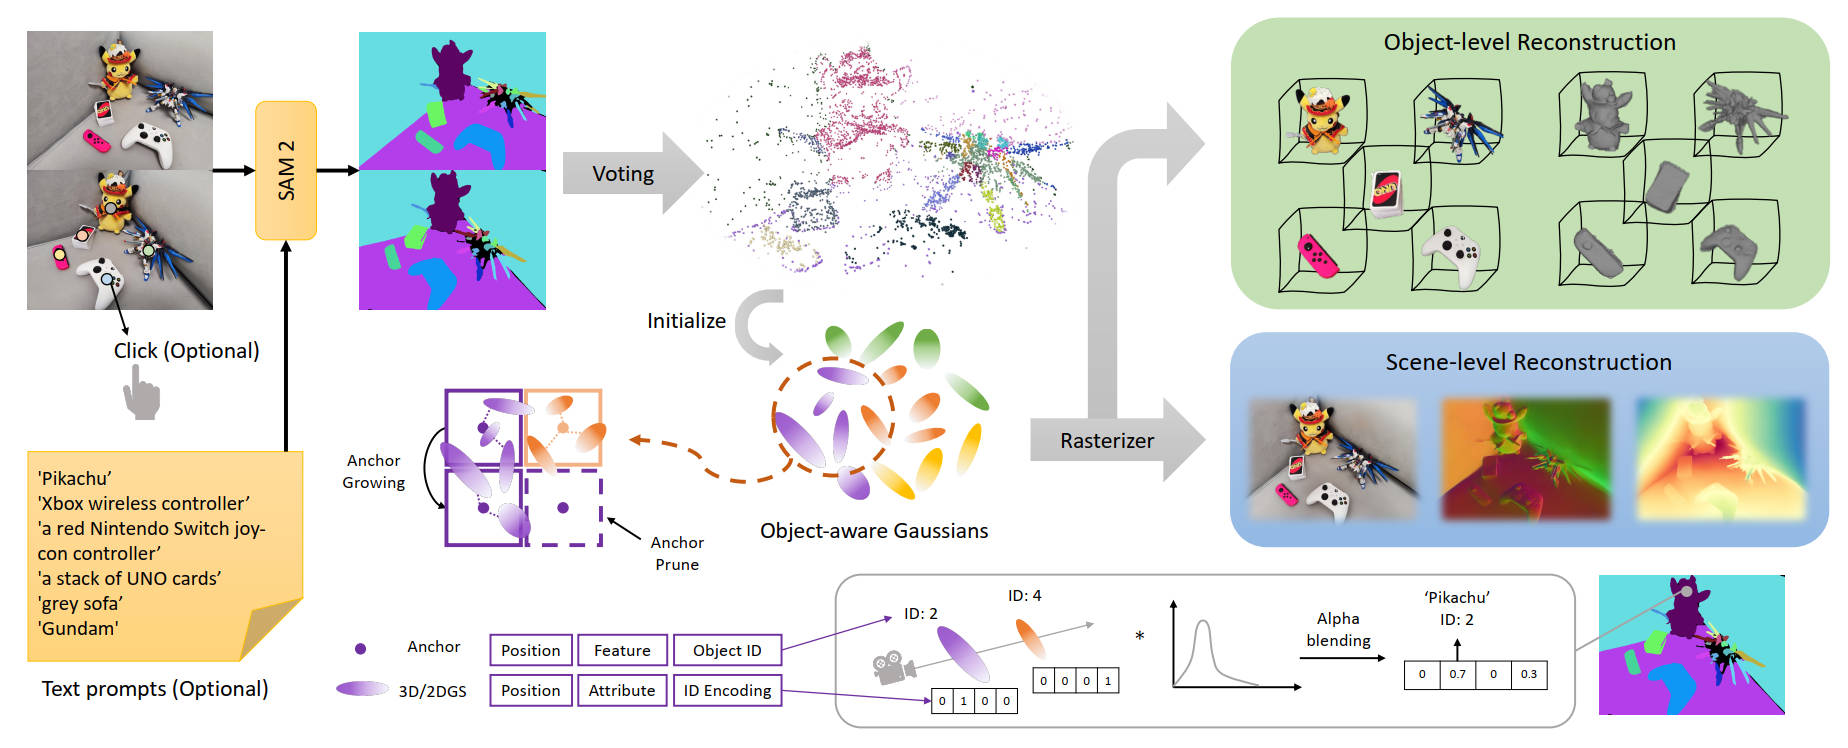 SAM 2
Click (Optional)
'Pikachu’
'Xbox wireless controller’
'a red Nintendo Switch joy-
con controller’
'a stack of UNO cards’
'grey sofa’
'Gundam'
Text prompts (Optional)
Voting
Initialize
Object-aware Gaussians
Anchor
Growing
Anchor
Prune
Rasterizer
Object-level Reconstruction
UNO
Scene-level Reconstruction
Anchor
Position
Feature
Object ID
3D/2DGS
Position
Attribute
ID Encoding
ID: 2
ID: 4
0 1 0 0
0 0 0 1
*
Alpha
blending
‘Pikachu’
ID: 2
0 0.7 0 0.3